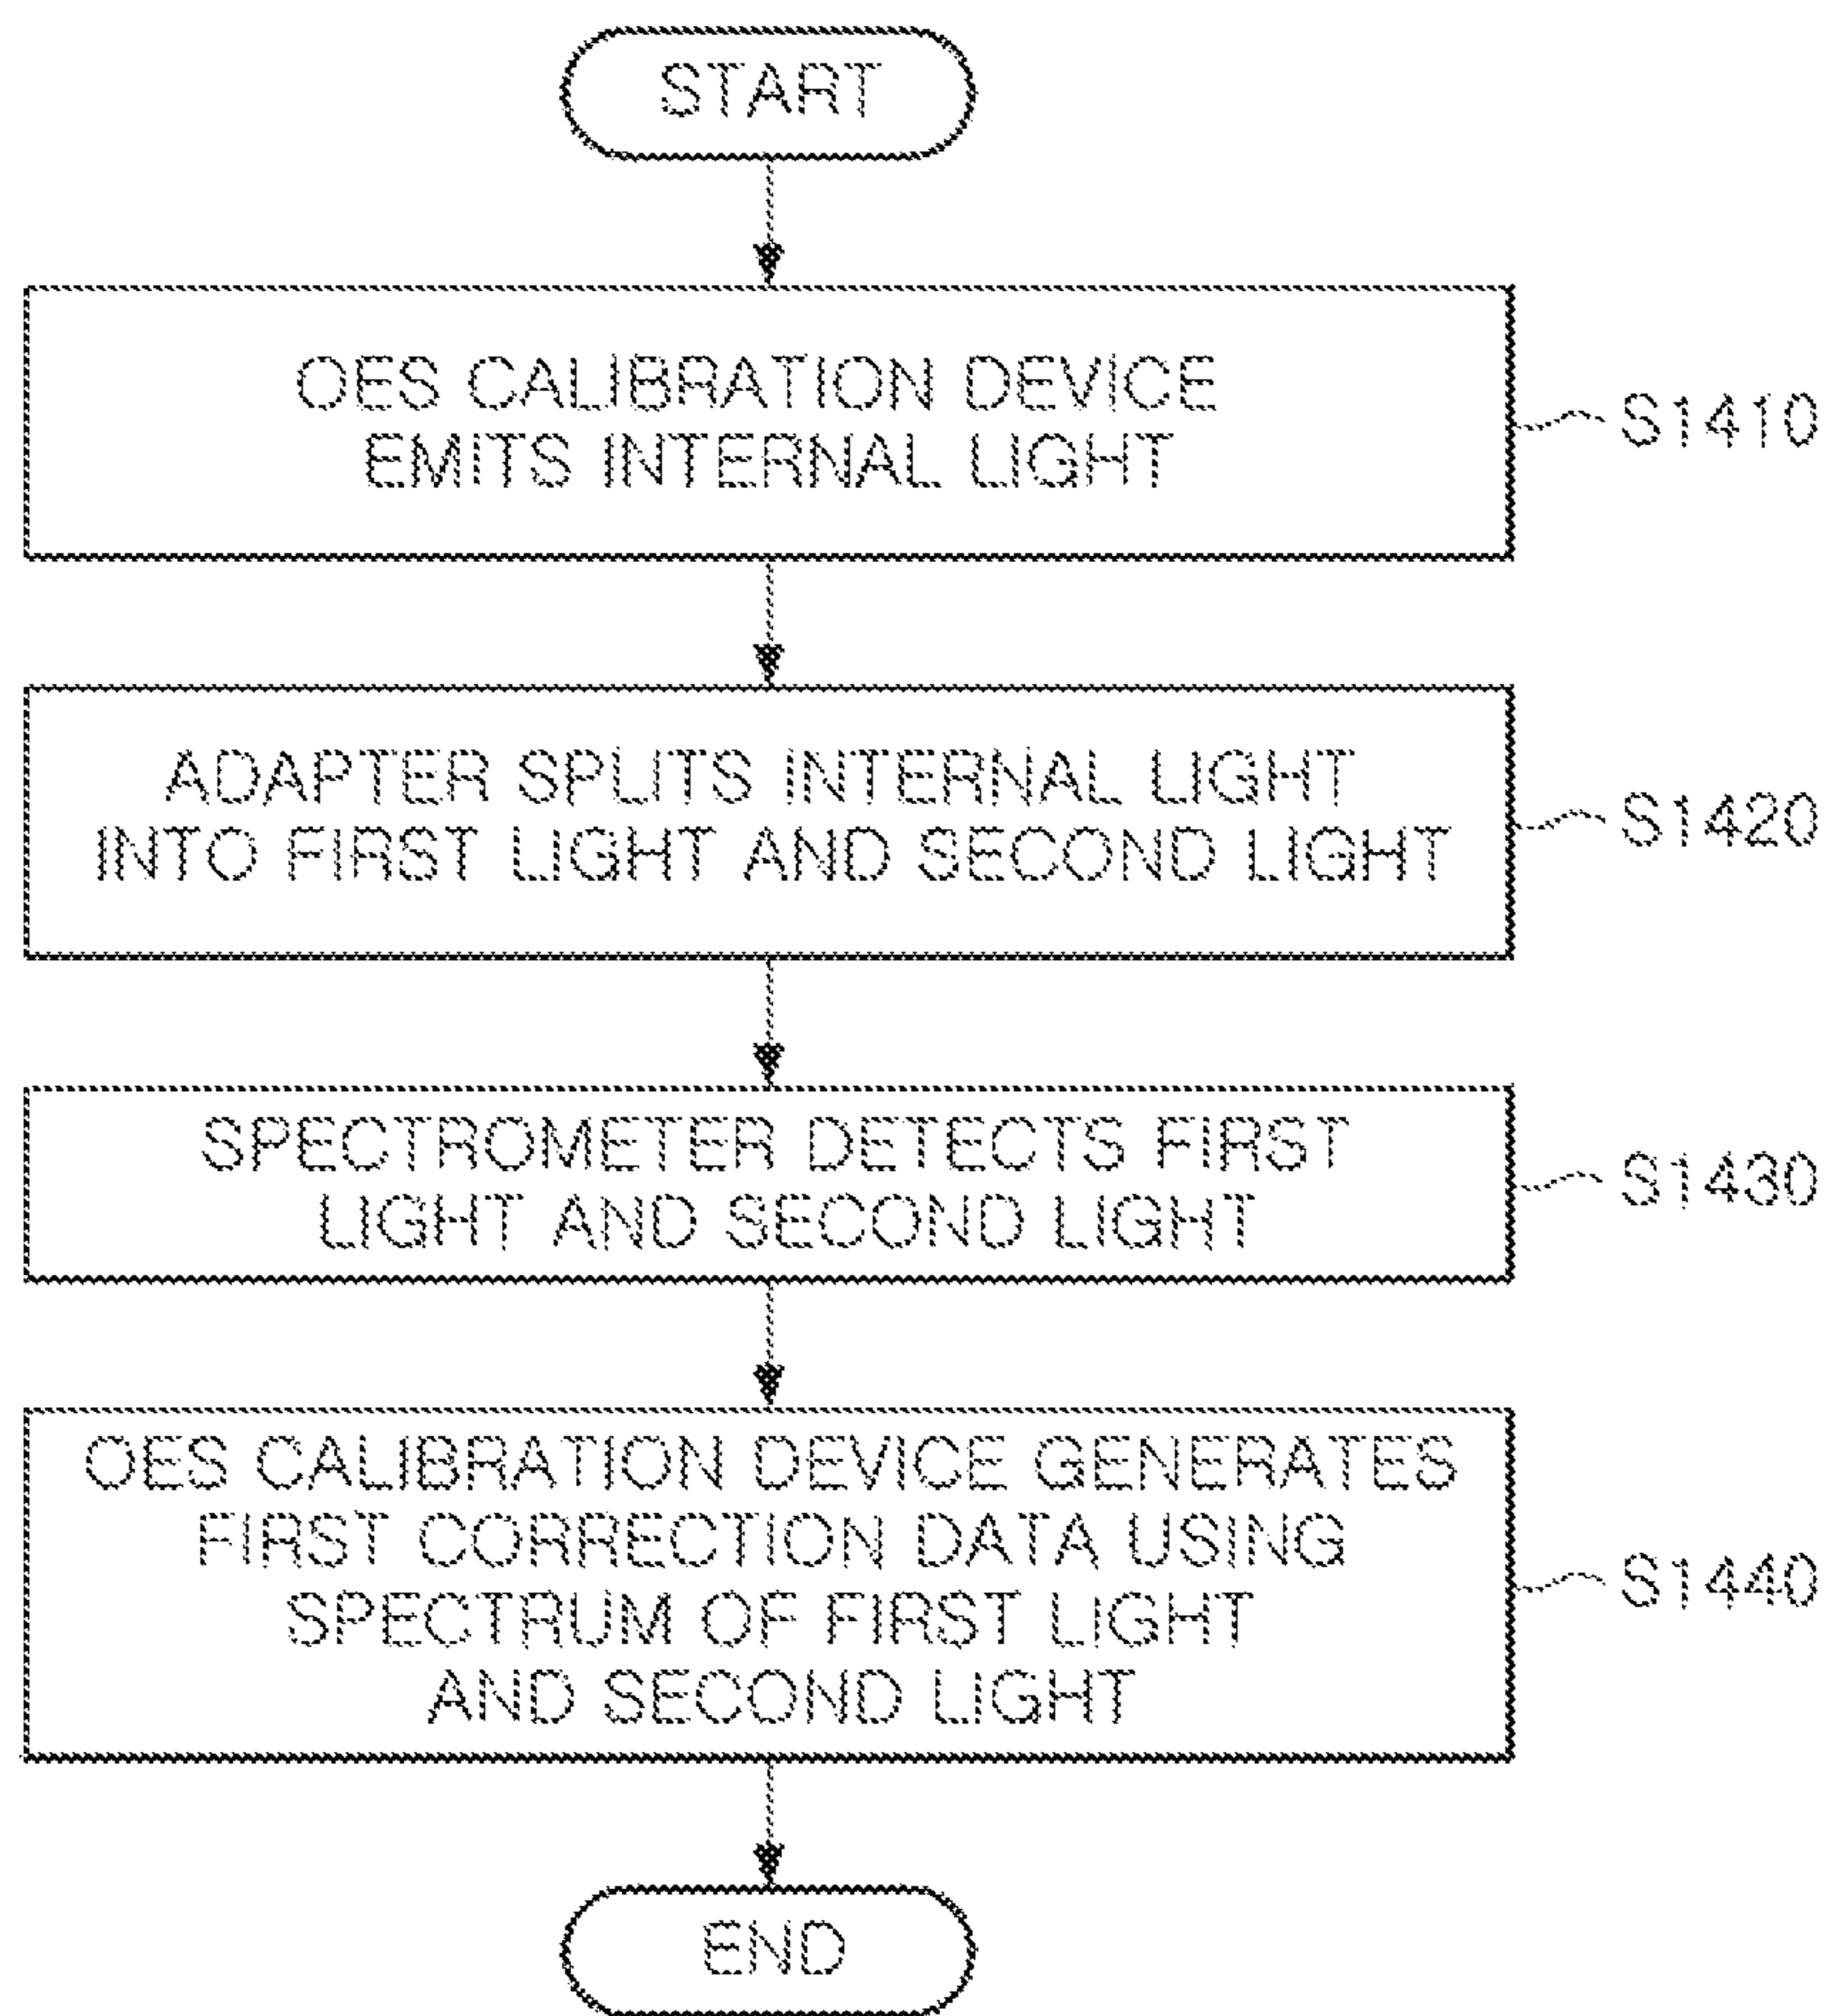 START
OES CALIBRATION DEVICE
EMITS INTERNAL LIGHT
S1410
ADAPTER SPLITS INTERNAL LIGHT
INTO FIRST LIGHT AND SECOND LIGHT
S1420
SPECTROMETER DETECTS FIRST
LIGHT AND SECOND LIGHT
S1430
OES CALIBRATION DEVICE GENERATES
FIRST CORRECTION DATA USING
SPECTRUM OF FIRST LIGHT
AND SECOND LIGHT
S1440
END